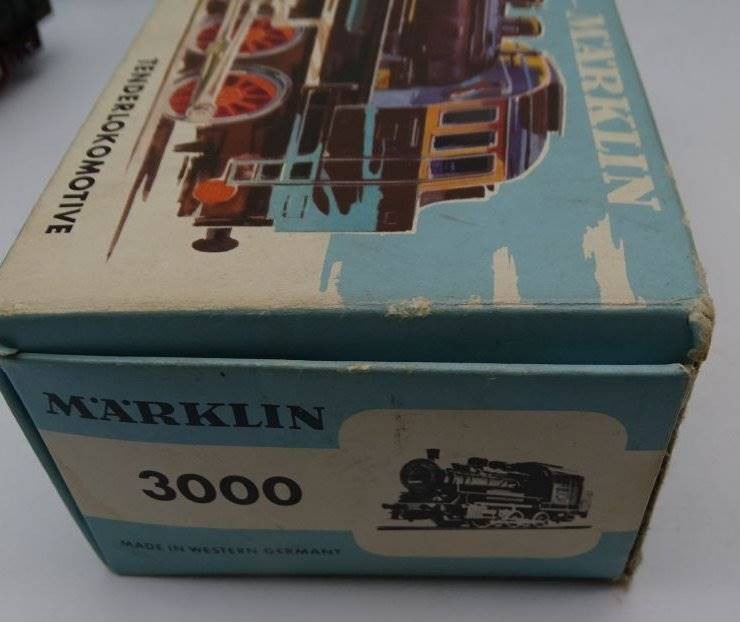 MÄRKLIN
TENDERLOKOMOTIVE
MÄRKLIN
3000
MADE IN WESTERN GERMANY